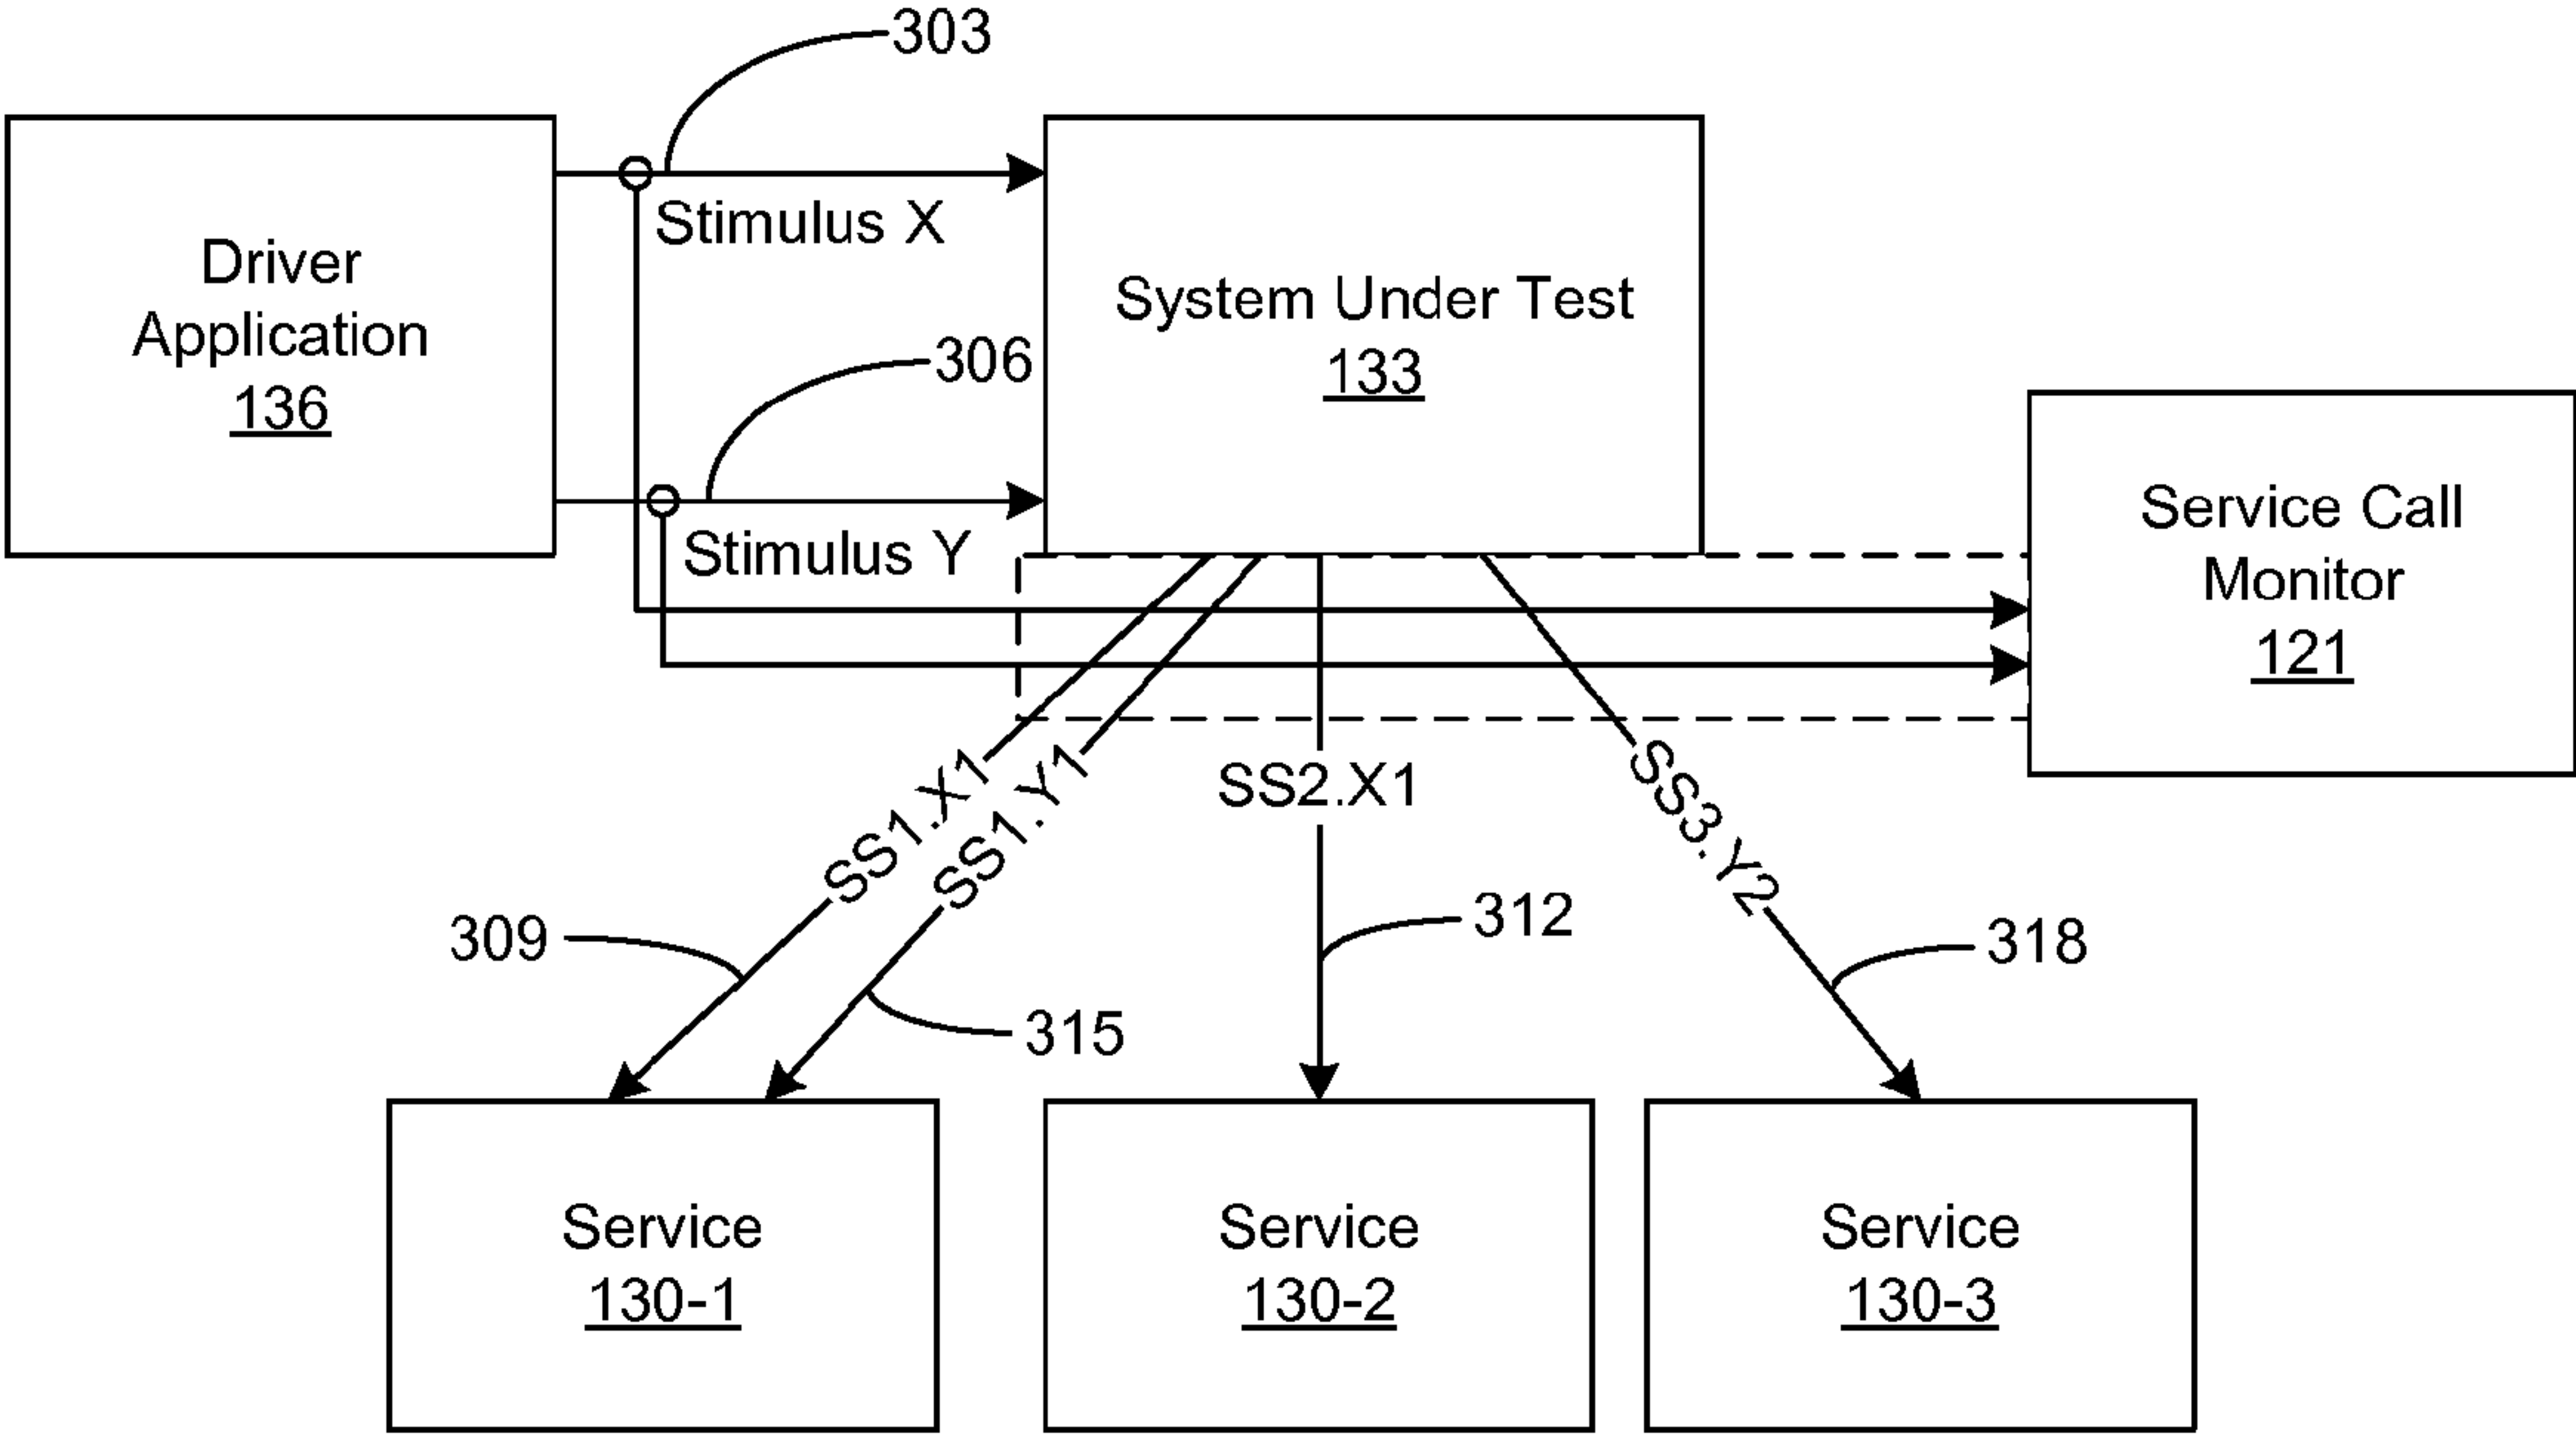 303
Stimulus X
Driver
Application
136
System Under Test
133
306
Stimulus Y
Service Call
Monitor
121
SS1.X1
SS1.Y1
SS2.X1
SS3.Y2
309
315
312
318
Service
130-1
Service
130-2
Service
130-3